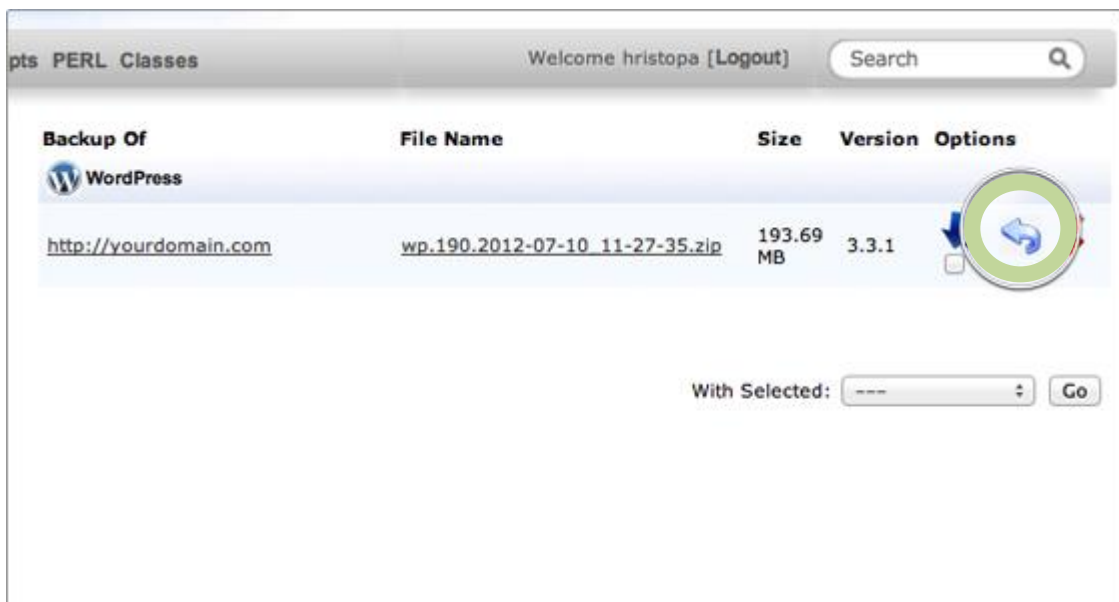 pts PERL Classes Welcome hristopa [Logout] Search
Backup Of File Name Size Version Options
WordPress
http://yourdomain.com wp.190.2012-07-10_11-27-35.zip 193.69 MB 3.3.1
With Selected: --- Go